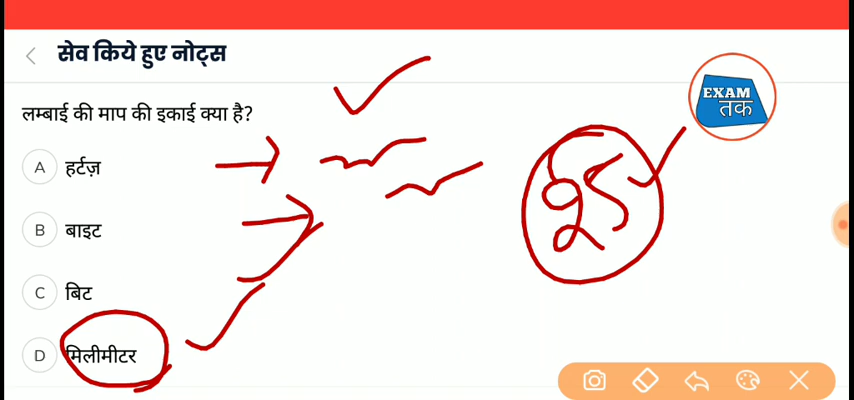 सेव किये हुए नोट्स
EXAM
तक
लम्बाई की माप की इकाई क्या है?
A हर्टज़
B बाइट
C बिट
D मिलीमीटर
25